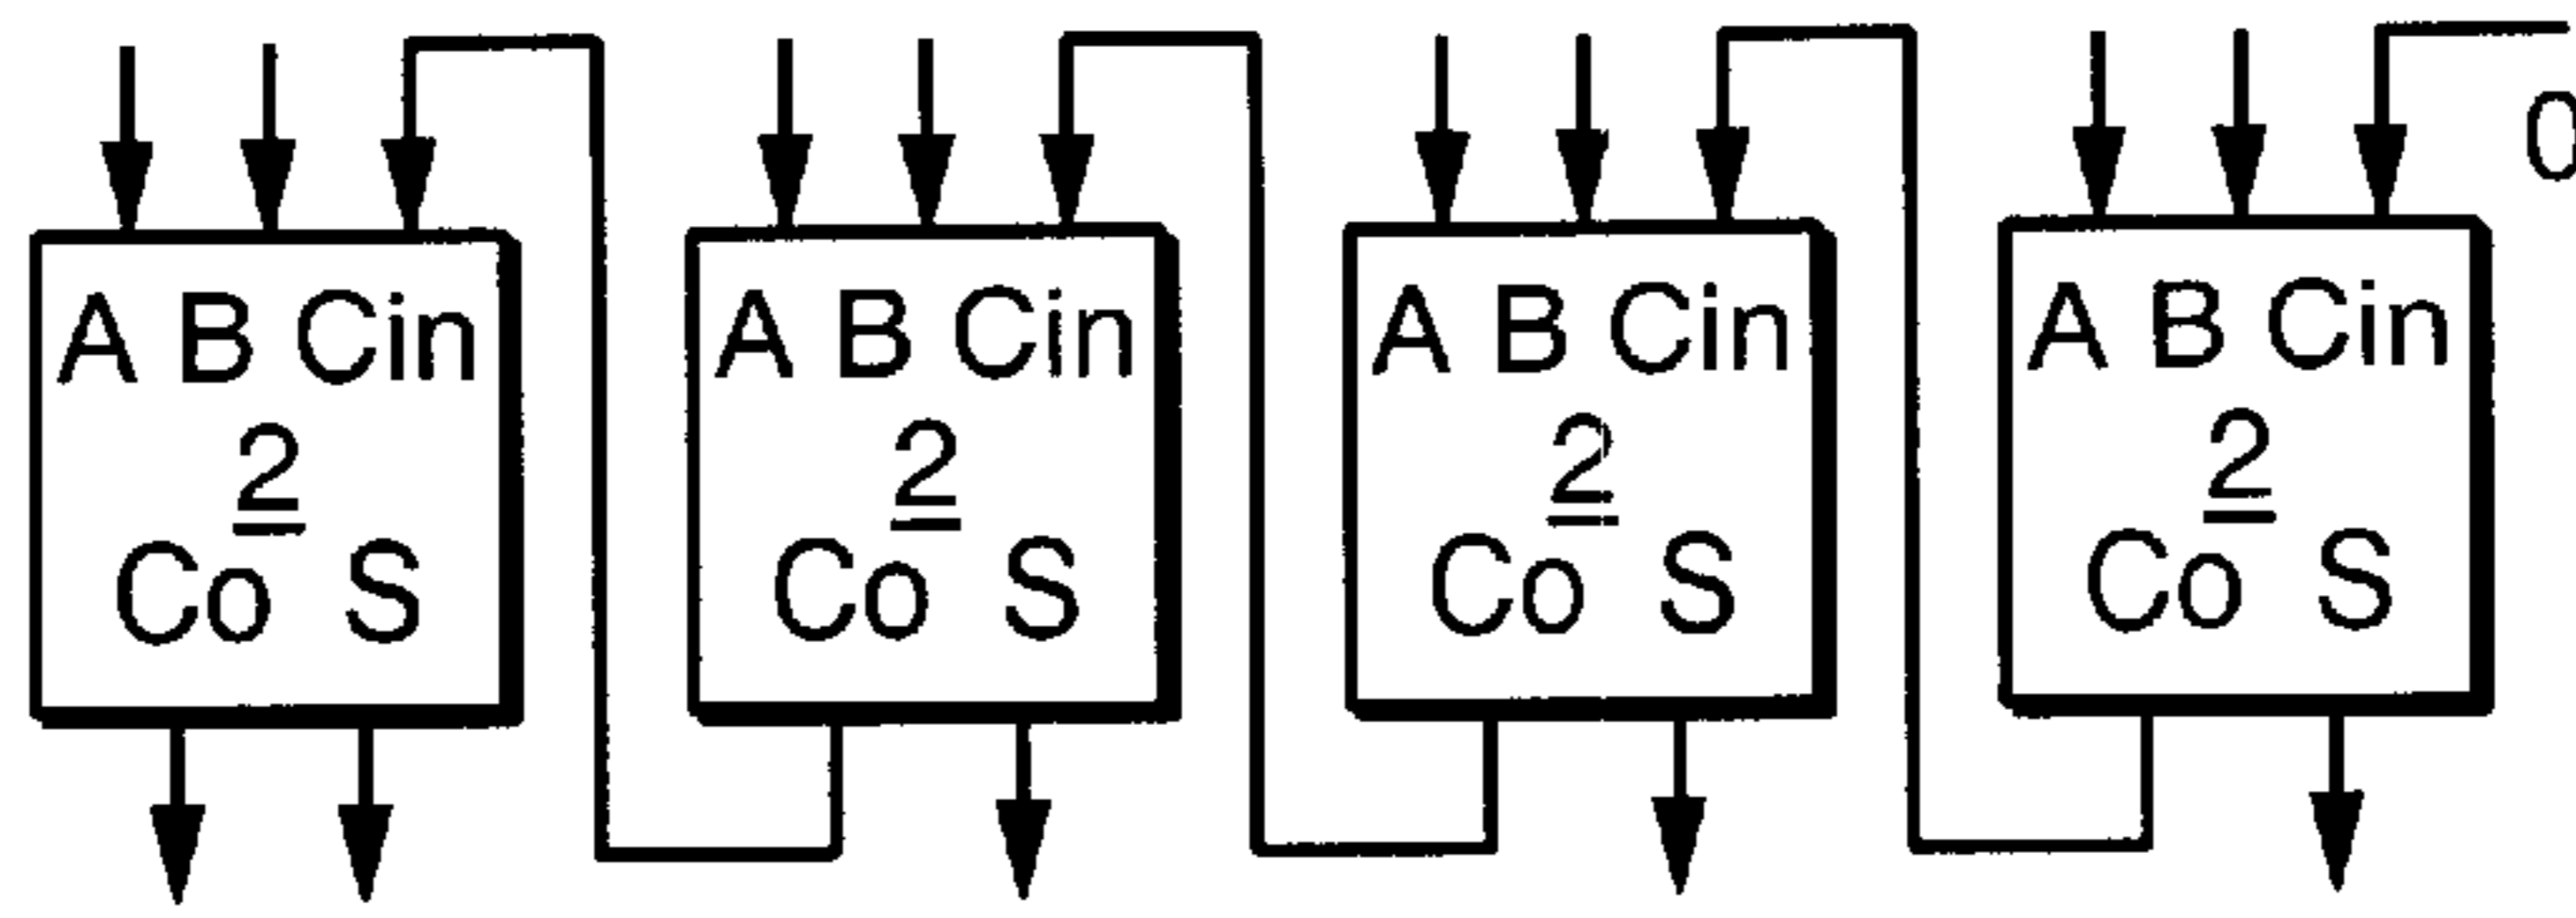 0
A B Cin A B Cin A B Cin A B Cin
2 2 2 2
Co S Co S Co S Co S